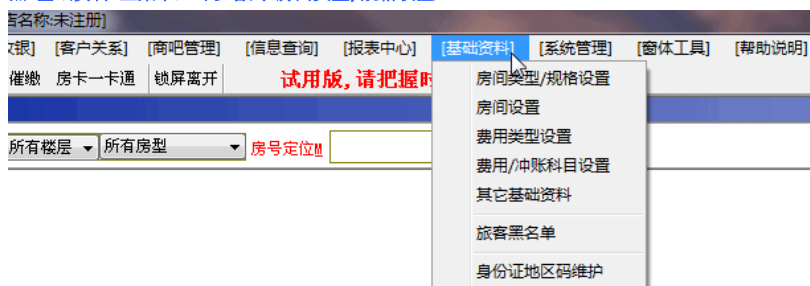 店名称:未注册]
收银] [客户关系] [商吧管理] [信息查询] [报表中心] [基础资料] [系统管理] [窗体工具] [帮助说明]
催缴 房卡一卡通 锁屏离开 试用版,请把握时
房间类型/规格设置
房间设置
所有楼层 所有房型 房号定位M
费用类型设置
费用/冲账科目设置
其它基础资料
旅客黑名单
身份证地区码维护